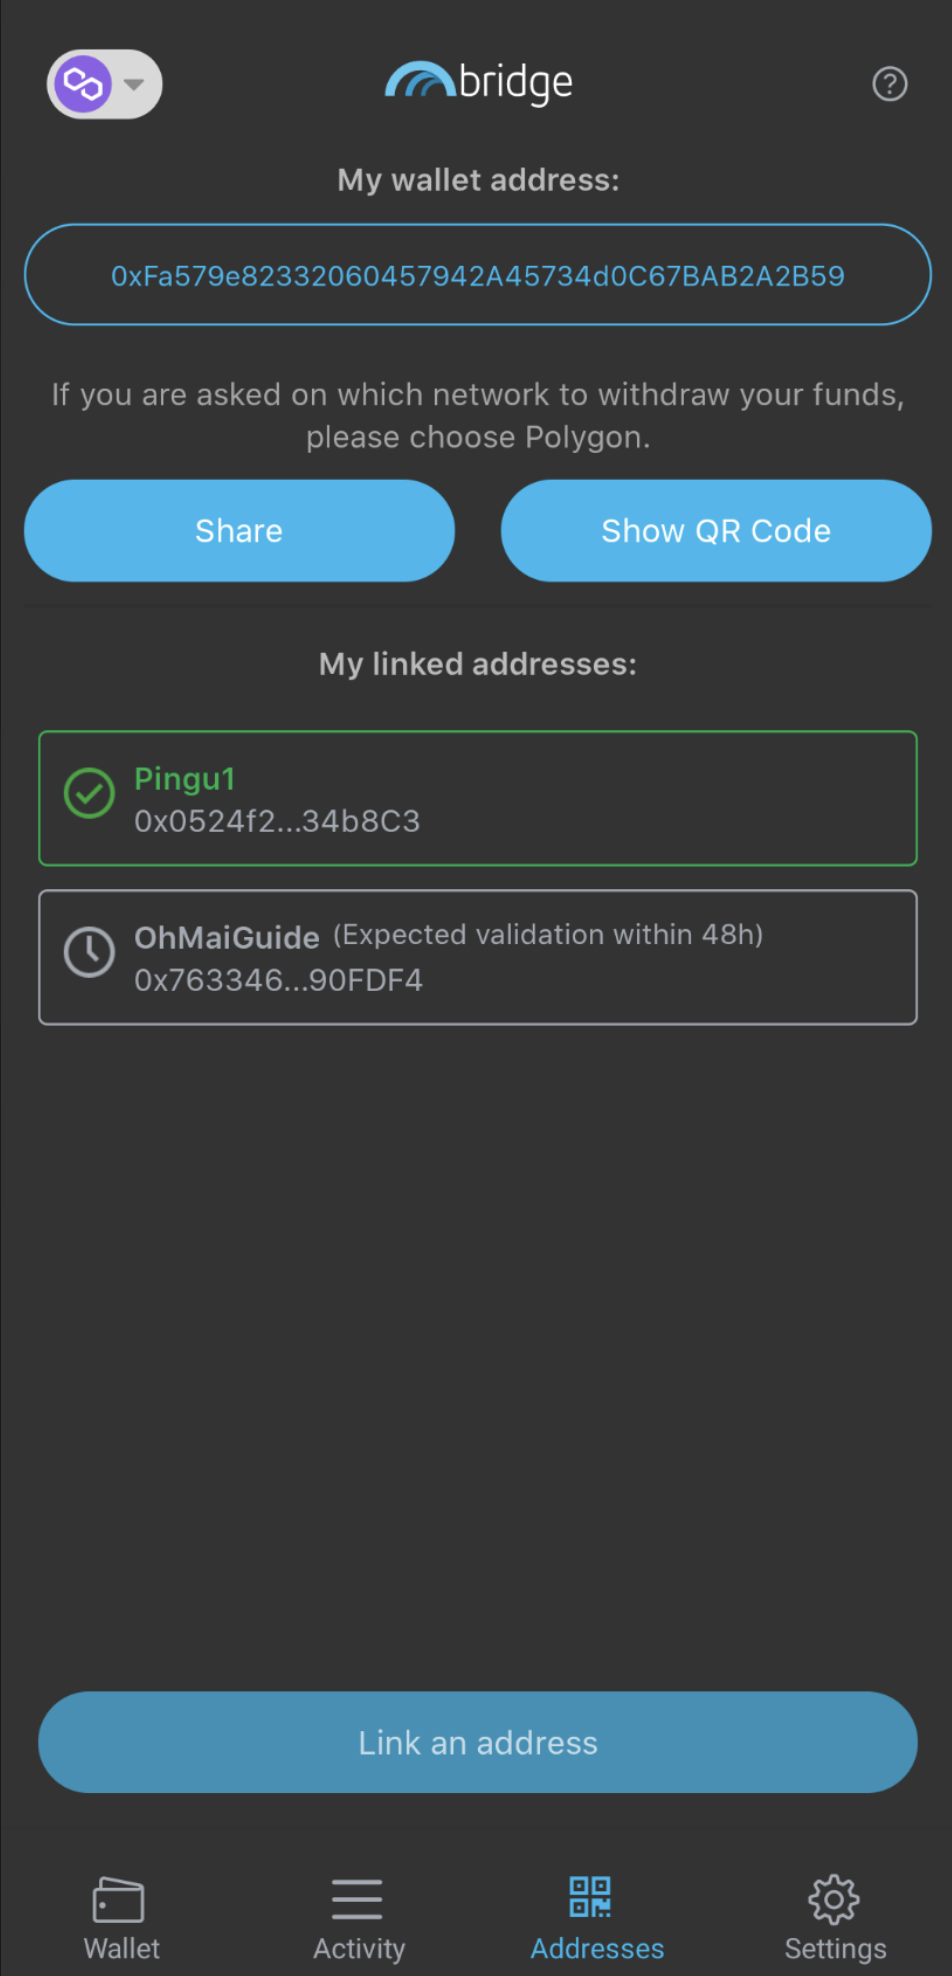 bridge
?
My wallet address:
0xFa579e82332060457942A45734d0C67BAB2A2B59
If you are asked on which network to withdraw your funds,
please choose Polygon.
Share
Show QR Code
My linked addresses:
Pingu1
0x0524f2...34b8C3
OhMaiGuide (Expected validation within 48h)
0x763346...90FDF4
Link an address
Wallet
Activity
Addresses
Settings